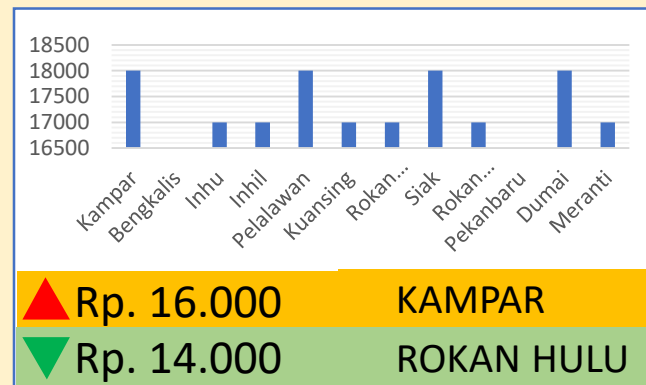 18500
18000
17500
17000
16500
Kampar
Bengkalis
Inhu
Inhil
Pelalawan
Kuansing
Rokan...
Siak
Rokan...
Pekanbaru
Dumai
Meranti
Rp. 16.000 KAMPAR
Rp. 14.000 ROKAN HULU